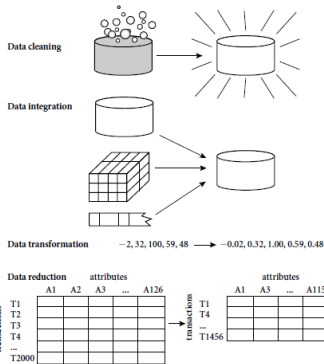 Data cleaning
Data integration
Data transformation −2, 32, 100, 59, 48 −0.02, 0.32, 1.00, 0.59, 0.48
Data reduction attributes attributes
A1 A2 A3 ... A126 A1 A3 ...
T1 T1
T2 T4
T3 ...
T4 T1456
...
T2000
transactions